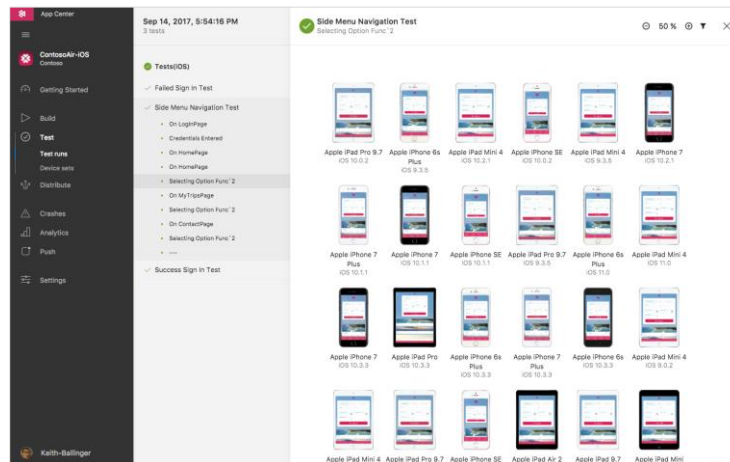 App Center
ContosoAir-iOS
Contoso
Getting Started
Build
Test
Test runs
Device sets
Distribute
Crashes
Analytics
Push
Settings
Keith-Ballinger
Sep 14, 2017, 5:54:16 PM
3 tests
Tests(iOS)
Failed Sign In Test
Side Menu Navigation Test
On LoginPage
Credentials Entered
On HomePage
On HomePage
Selecting Option Func`2
On MyTripsPage
Selecting Option Func`2
On ContactPage
Selecting Option Func`2
----
Success Sign In Test
Side Menu Navigation Test
Selecting Option Func`2
50 %
Apple iPad Pro 9.7
iOS 10.0.2
Apple iPhone 6s
Plus
iOS 9.3.5
Apple iPad Mini 4
iOS 10.2.1
Apple iPhone SE
iOS 10.0.2
Apple iPad Mini 4
iOS 9.3.5
Apple iPhone 7
iOS 10.2.1
Apple iPhone 7
Plus
iOS 10.1.1
Apple iPhone 7
iOS 10.1.1
Apple iPhone SE
iOS 10.1.1
Apple iPad Pro 9.7
iOS 9.3.5
Apple iPhone 6s
Plus
iOS 11.0
Apple iPad Mini 4
iOS 11.0
Apple iPhone 7
iOS 10.3.3
Apple iPad Pro
iOS 10.3.3
Apple iPhone 6s
Plus
iOS 10.3.3
Apple iPhone 7
Plus
iOS 10.3.3
Apple iPhone 6s
iOS 10.3.3
Apple iPad Mini 4
iOS 9.0.2
Apple iPad Mini 4
Apple iPad Pro 9.7
Apple iPhone SE
Apple iPad Air 2
Apple iPad 9.7
Apple iPad Mini